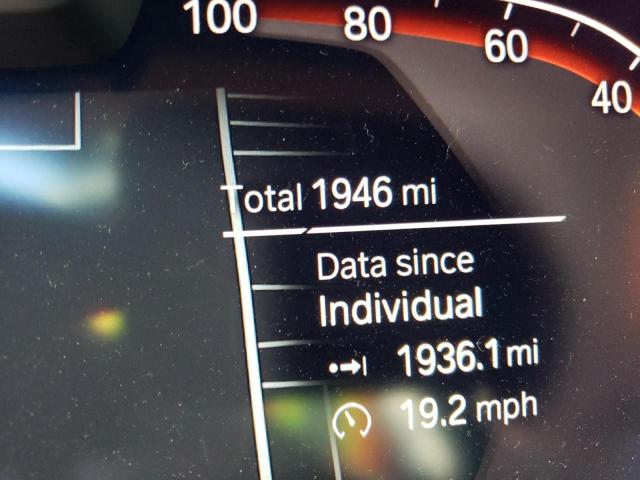 100 80 60 40
Total 1946 mi
Data since
Individual
1936.1 mi
19.2 mph